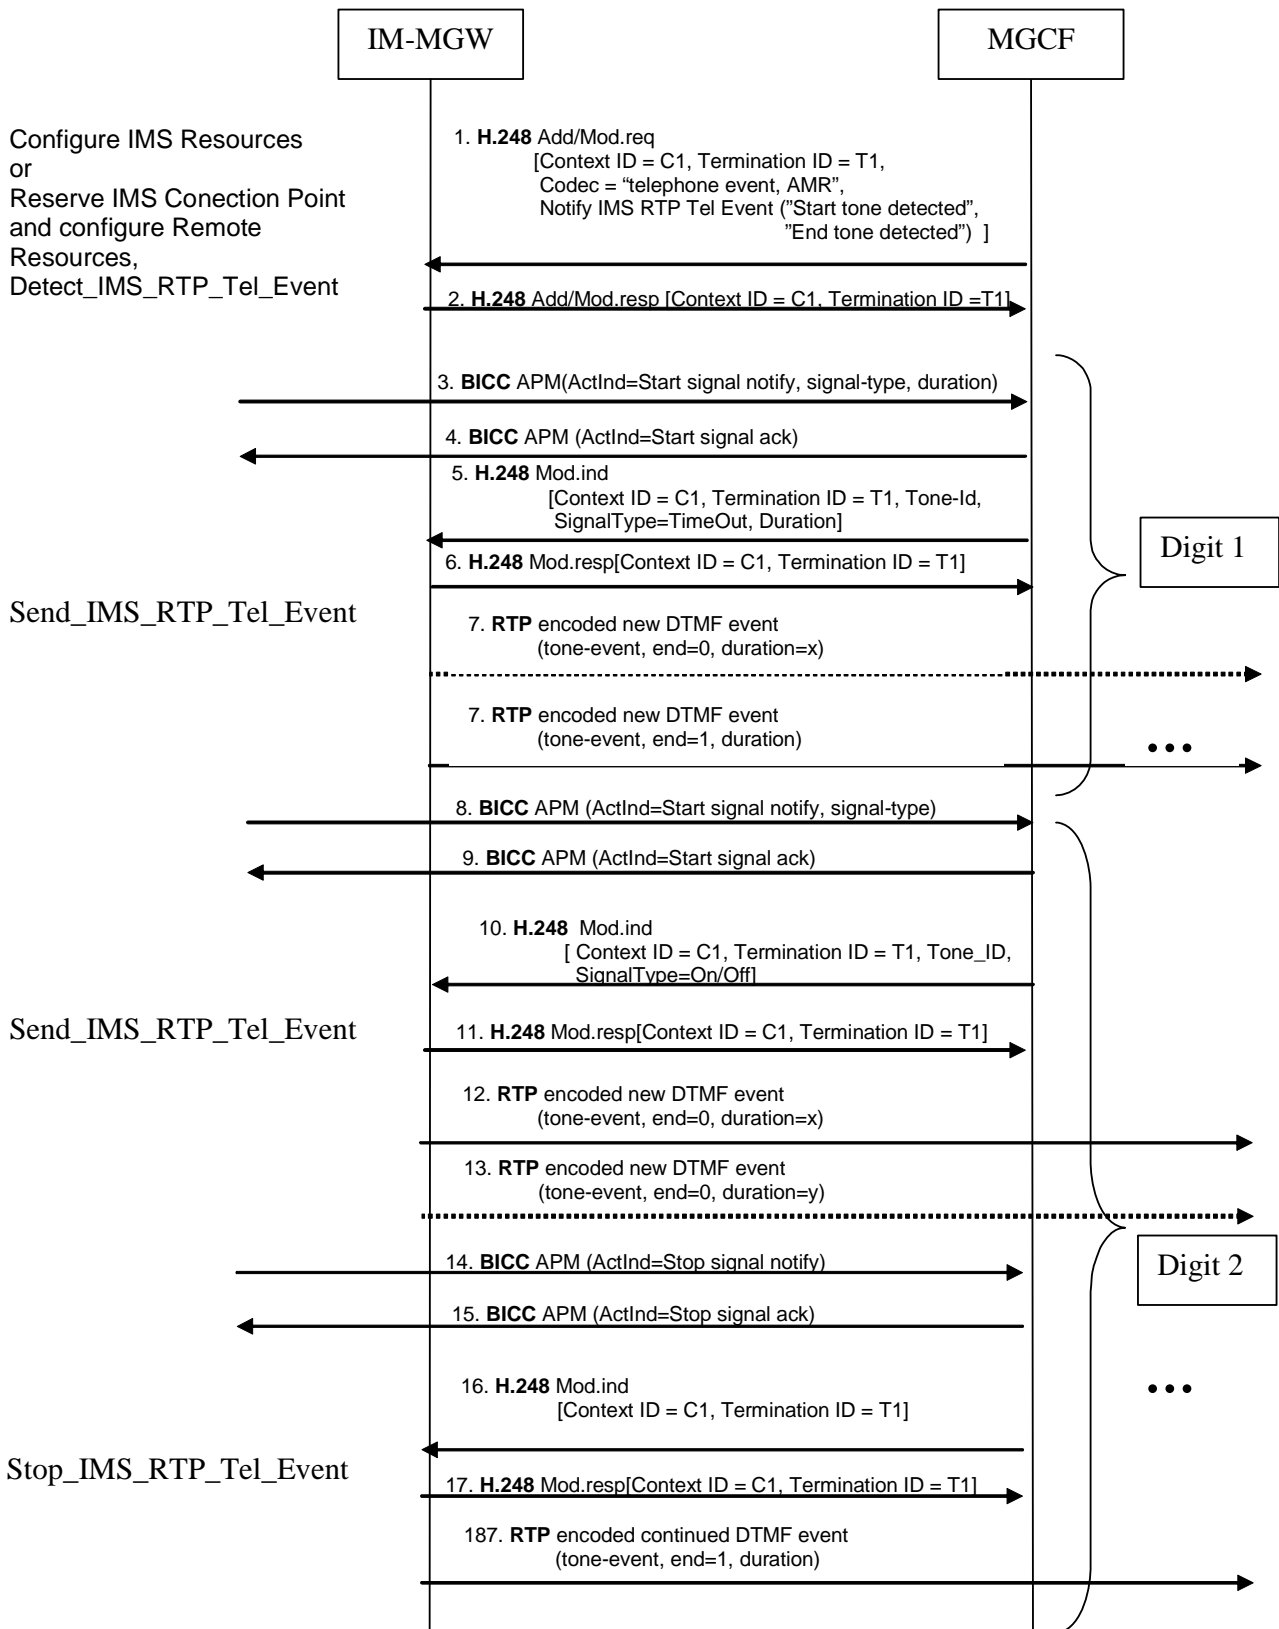 IM-MGW
MGCF
Configure IMS Resources
or
Reserve IMS Conection Point
and configure Remote
Resources,
Detect_IMS_RTP_Tel_Event
1. H.248 Add/Mod.req
[Context ID = C1, Termination ID = T1,
Codec = “telephone event, AMR”,
Notify IMS RTP Tel Event (”Start tone detected”,
”End tone detected”) ]
2. H.248 Add/Mod.resp [Context ID = C1, Termination ID =T1]
3. BICC APM(ActInd=Start signal notify, signal-type, duration)
4. BICC APM (ActInd=Start signal ack)
5. H.248 Mod.ind
[Context ID = C1, Termination ID = T1, Tone-Id,
SignalType=TimeOut, Duration]
Digit 1
6. H.248 Mod.resp[Context ID = C1, Termination ID = T1]
Send_IMS_RTP_Tel_Event
7. RTP encoded new DTMF event
(tone-event, end=0, duration=x)
7. RTP encoded new DTMF event
(tone-event, end=1, duration)
...
8. BICC APM (ActInd=Start signal notify, signal-type)
9. BICC APM (ActInd=Start signal ack)
10. H.248 Mod.ind
[ Context ID = C1, Termination ID = T1, Tone_ID,
SignalType=On/Off]
Send_IMS_RTP_Tel_Event
11. H.248 Mod.resp[Context ID = C1, Termination ID = T1]
12. RTP encoded new DTMF event
(tone-event, end=0, duration=x)
13. RTP encoded new DTMF event
(tone-event, end=0, duration=y)
14. BICC APM (ActInd=Stop signal notify)
Digit 2
15. BICC APM (ActInd=Stop signal ack)
16. H.248 Mod.ind
[Context ID = C1, Termination ID = T1]
...
Stop_IMS_RTP_Tel_Event
17. H.248 Mod.resp[Context ID = C1, Termination ID = T1]
187. RTP encoded continued DTMF event
(tone-event, end=1, duration)